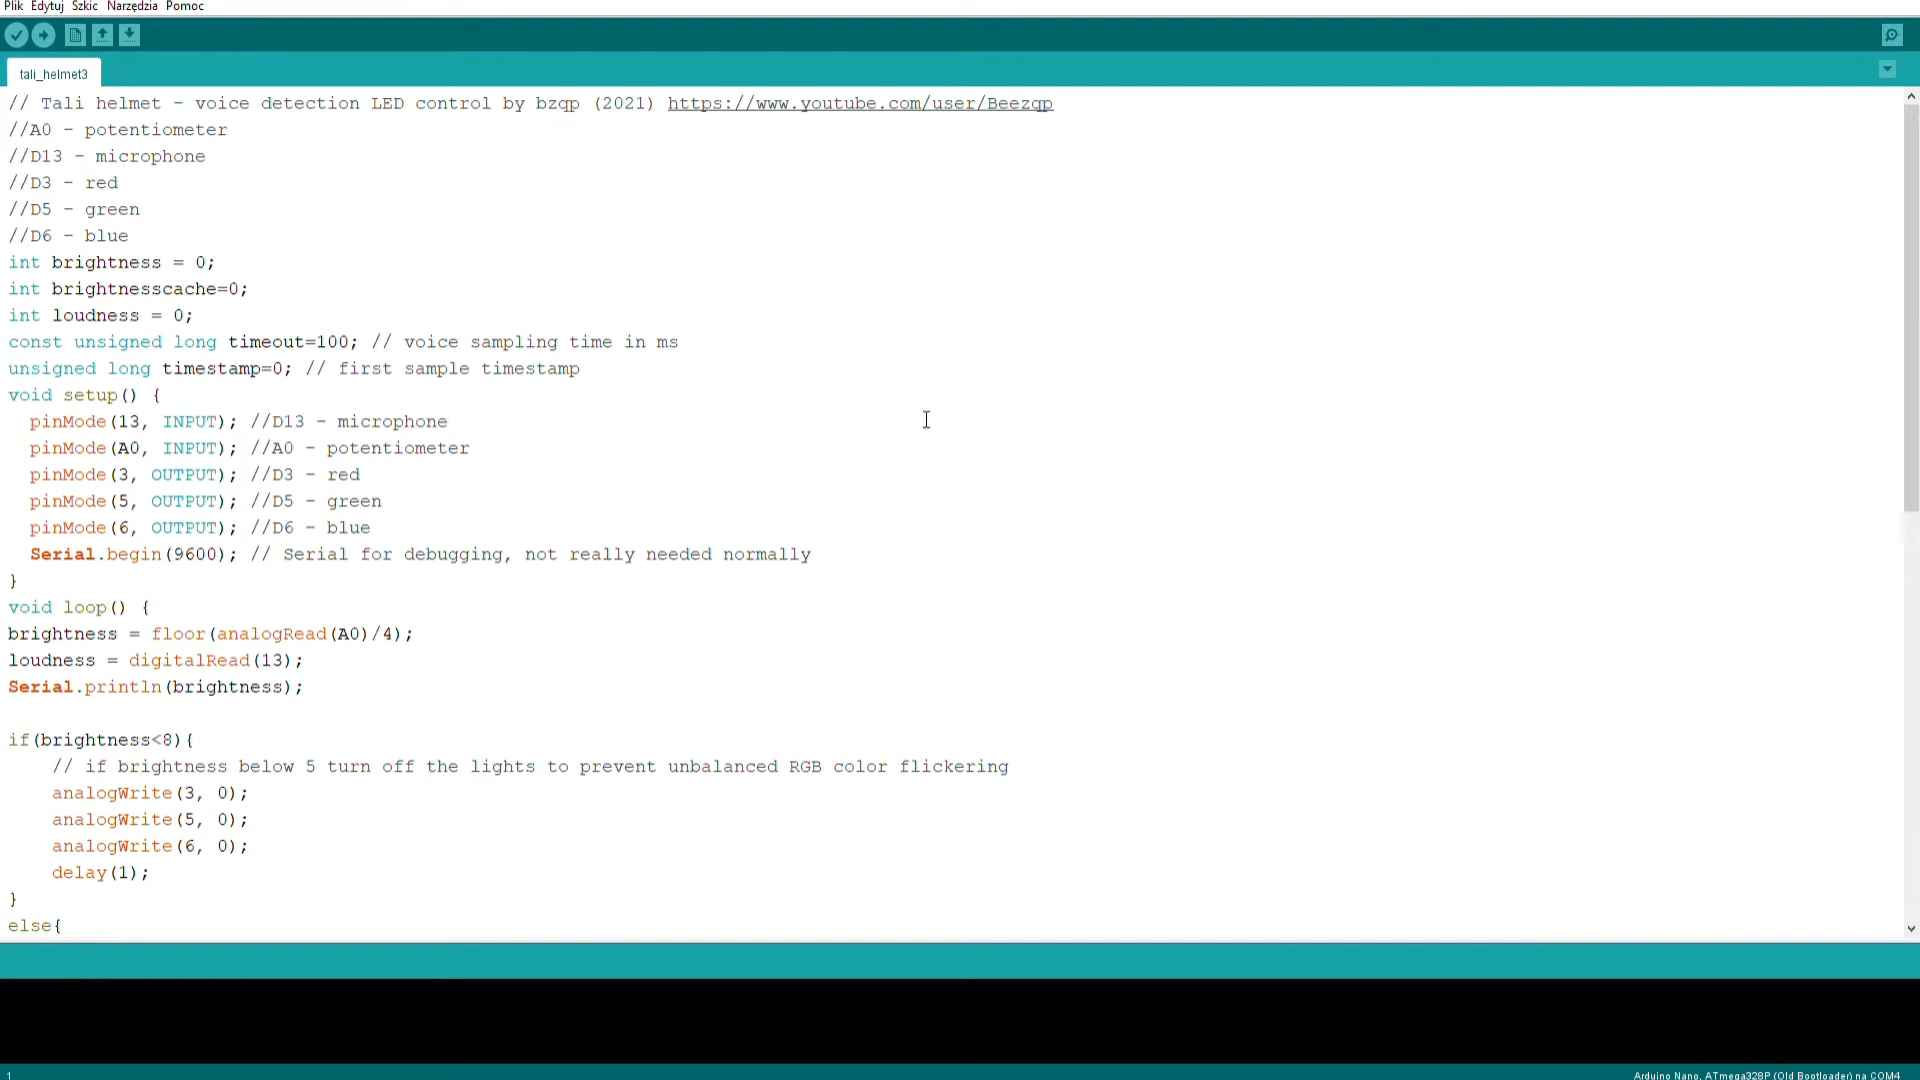 Plik Edytuj Szkic Narzędzia Pomoc
tali_helmet3
// Tali helmet - voice detection LED control by bzqp (2021) https://www.youtube.com/user/Beezqp
//A0 - potentiometer
//D13 - microphone
//D3 - red
//D5 - green
//D6 - blue
int brightness = 0;
int brightnesscache=0;
int loudness = 0;
const unsigned long timeout=100; // voice sampling time in ms
unsigned long timestamp=0; // first sample timestamp
void setup() {
  pinMode(13, INPUT); //D13 - microphone
  pinMode(A0, INPUT); //A0 - potentiometer
  pinMode(3, OUTPUT); //D3 - red
  pinMode(5, OUTPUT); //D5 - green
  pinMode(6, OUTPUT); //D6 - blue
  Serial.begin(9600); // Serial for debugging, not really needed normally
}
void loop() {
brightness = floor(analogRead(A0)/4);
loudness = digitalRead(13);
Serial.println(brightness);
if(brightness<8){
    // if brightness below 5 turn off the lights to prevent unbalanced RGB color flickering
    analogWrite(3, 0);
    analogWrite(5, 0);
    analogWrite(6, 0);
    delay(1);
}
else{
1
Arduino Nano, ATmega328P (Old Bootloader) na COM4